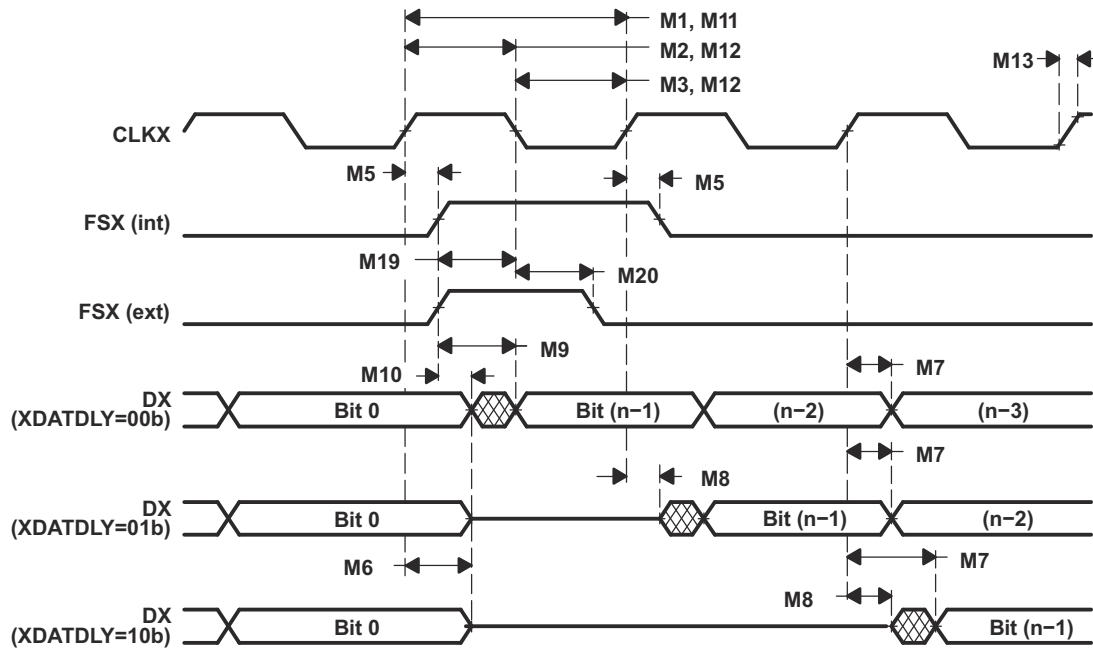 M1, M11
M2, M12
M13
M3, M12
CLKX
M5
M5
FSX (int)
M19
M20
FSX (ext)
M9
M10
M7
DX
(XDATDLY=00b)
Bit 0
Bit (n−1)
(n−2)
(n−3)
M7
M8
DX
(XDATDLY=01b)
Bit 0
Bit (n−1)
(n−2)
M6
M7
M8
DX
(XDATDLY=10b)
Bit 0
Bit (n−1)